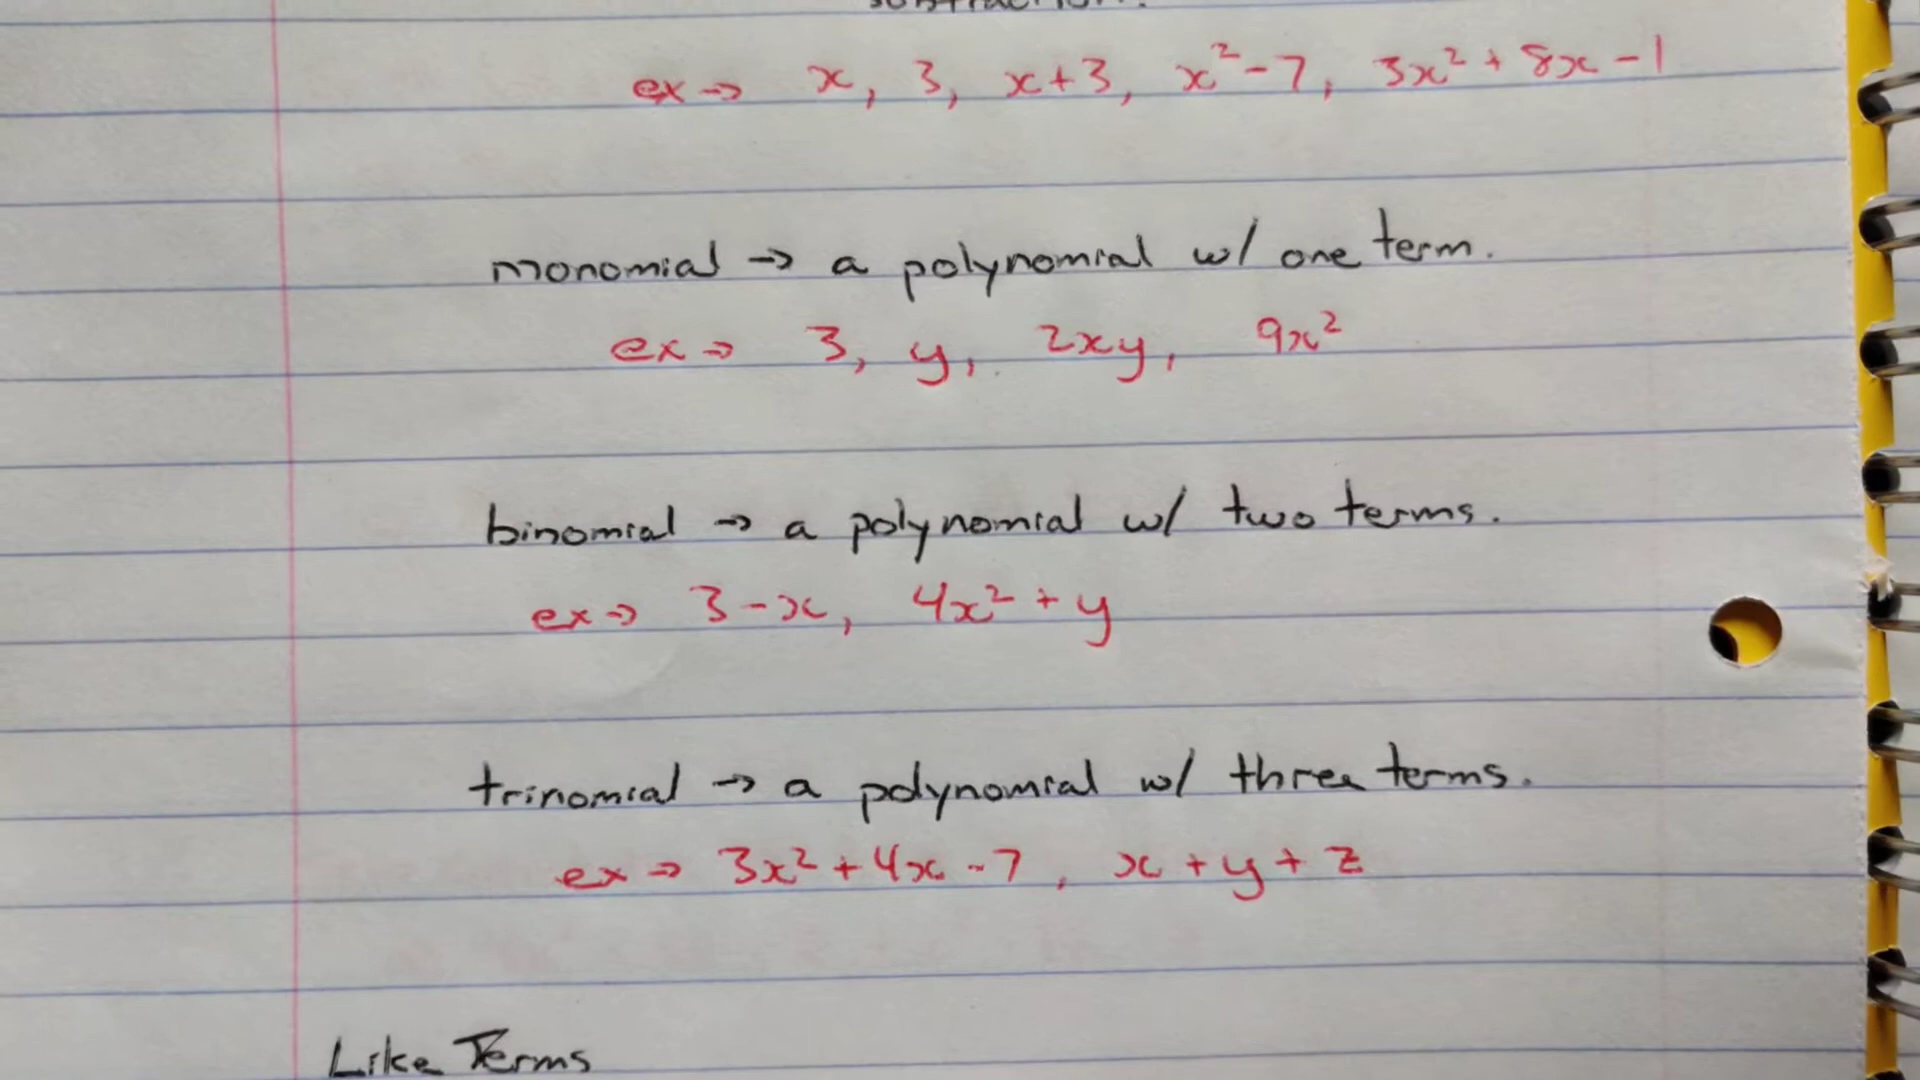 subtraction.
ex → x, 3, x+3, x²-7, 3x² + 8x - 1
monomial → a polynomial w/ one term.
ex → 3, y, 2xy, 9x²
binomial → a polynomial w/ two terms.
ex → 3-x, 4x² + y
trinomial → a polynomial w/ three terms.
ex → 3x² + 4x - 7, x + y + z
Like Terms